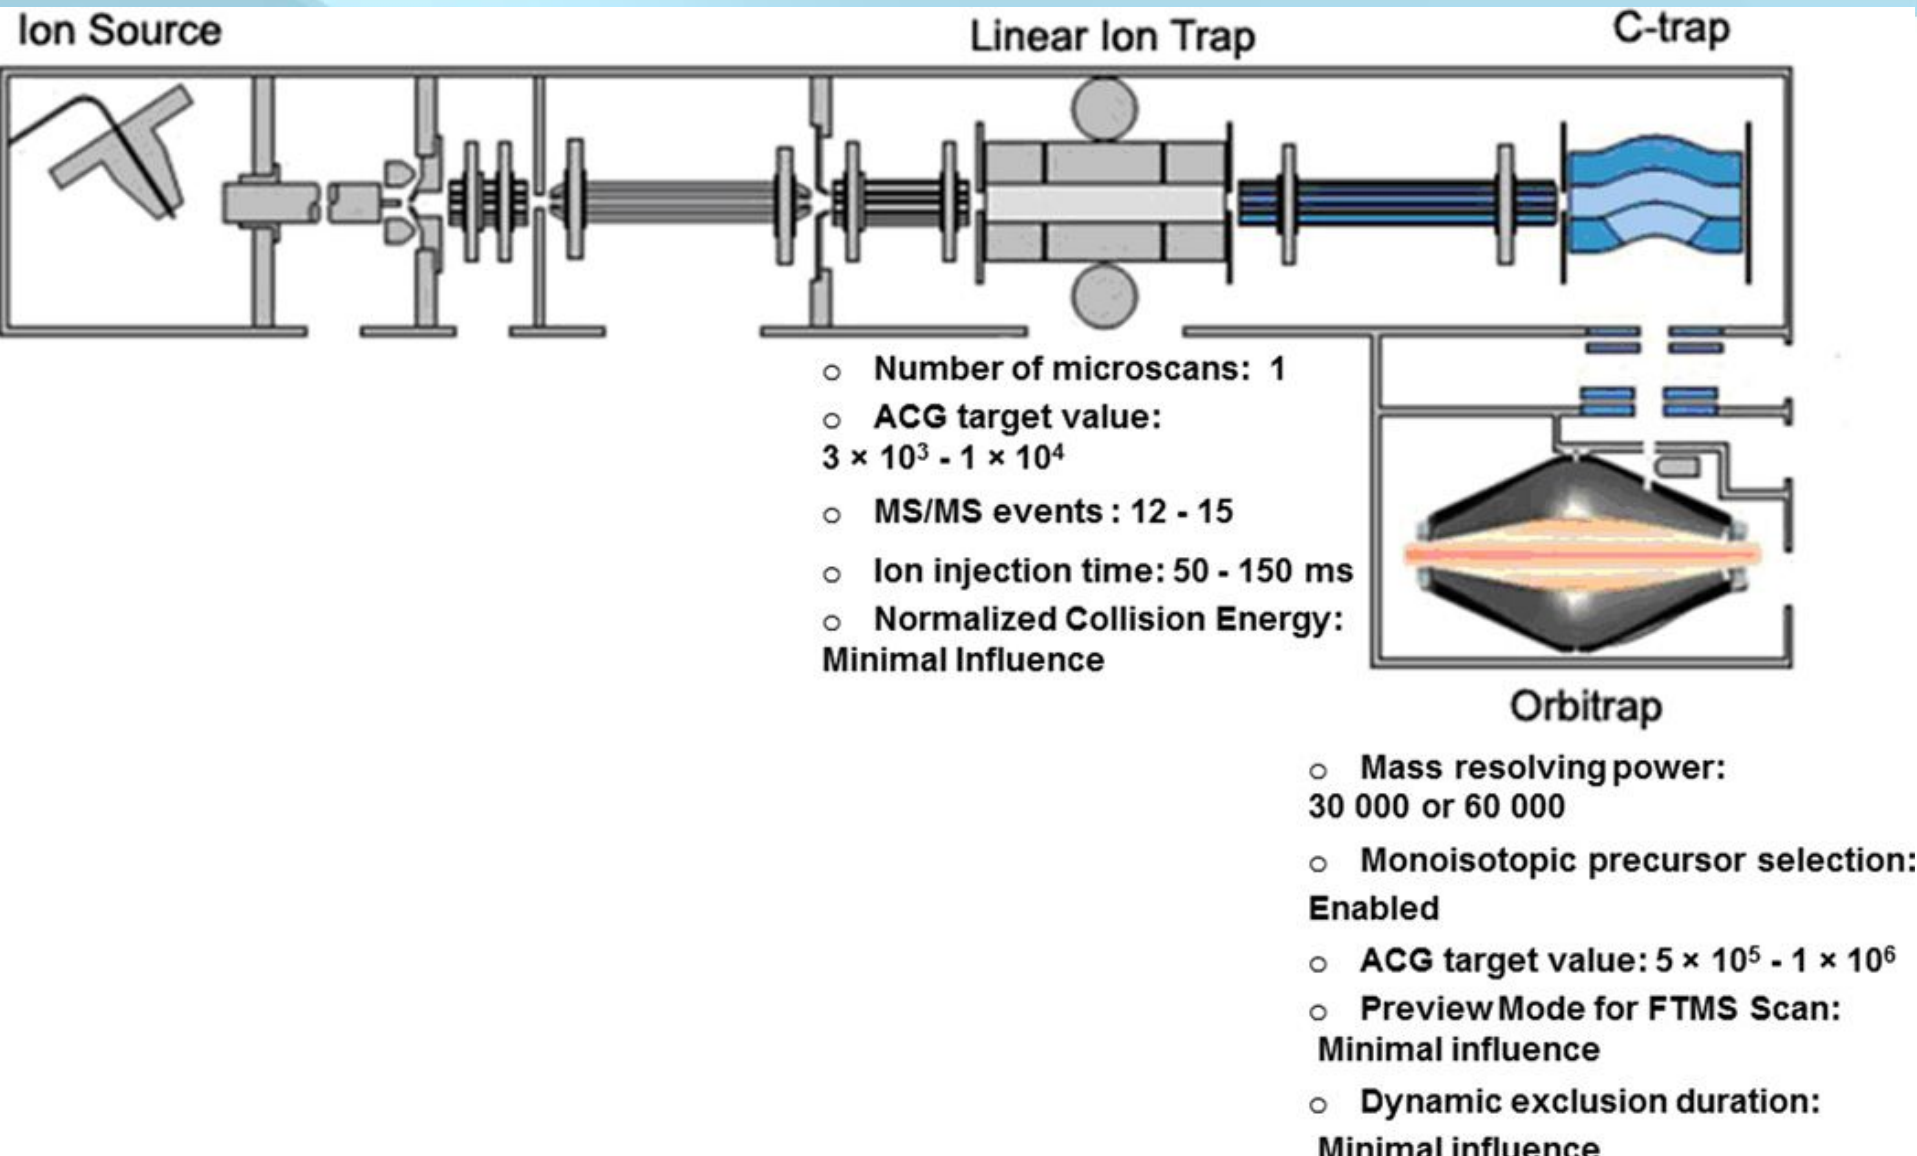 Ion Source
Linear Ion Trap
C-trap
○ Number of microscans: 1
○ ACG target value:
3 × 10³ - 1 × 10⁴
○ MS/MS events : 12 - 15
○ Ion injection time: 50 - 150 ms
○ Normalized Collision Energy:
Minimal Influence
Orbitrap
○ Mass resolving power:
30 000 or 60 000
○ Monoisotopic precursor selection:
Enabled
○ ACG target value: 5 × 10⁵ - 1 × 10⁶
○ Preview Mode for FTMS Scan:
Minimal influence
○ Dynamic exclusion duration:
Minimal influence